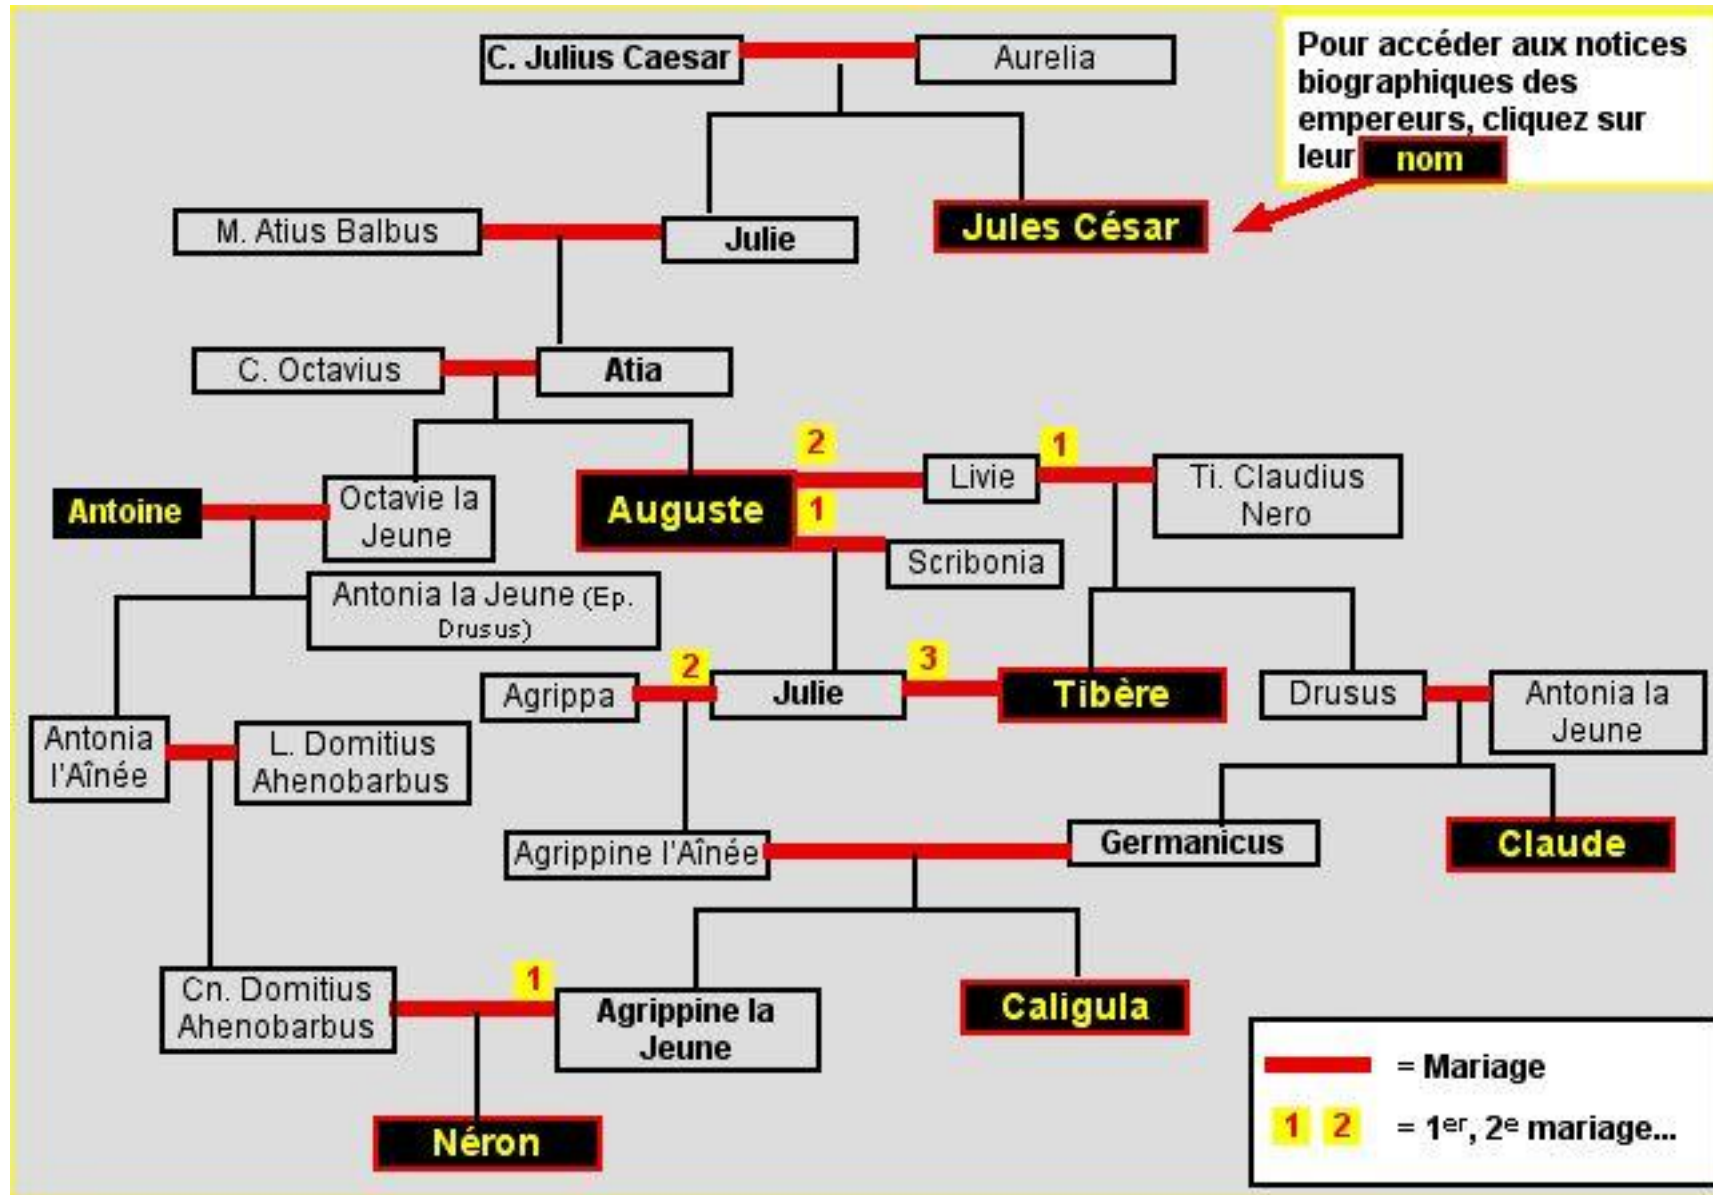 C. Julius Caesar
Aurelia
Pour accéder aux notices
biographiques des
empereurs, cliquez sur
leur nom
M. Atius Balbus
Julie
Jules César
C. Octavius
Atia
2
1
Antoine
Octavie la
Jeune
Auguste
Livie
Ti. Claudius
Nero
1
Scribonia
Antonia la Jeune (Ep.
Drusus)
2
3
Agrippa
Julie
Tibère
Drusus
Antonia la
Jeune
Antonia
l'Aînée
L. Domitius
Ahenobarbus
Agrippine l'Aînée
Germanicus
Claude
1
Cn. Domitius
Ahenobarbus
Agrippine la
Jeune
Caligula
Néron
= Mariage
1 2 = 1er, 2e mariage...